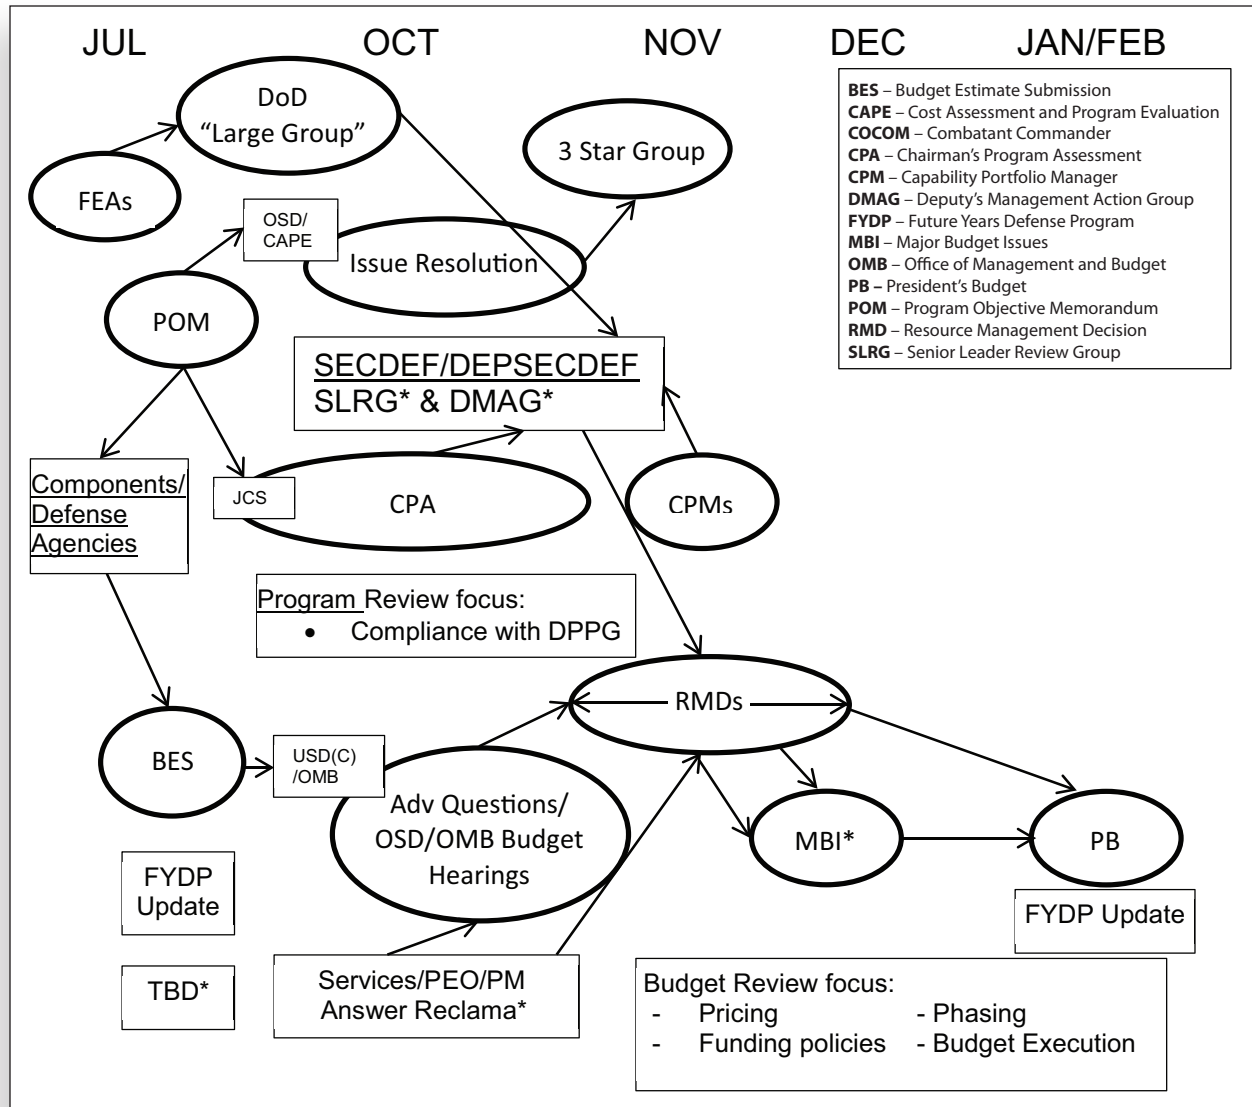 JUL OCT NOV DEC JAN/FEB
DoD
“Large Group”
FEAs
3 Star Group
BES – Budget Estimate Submission
CAPE – Cost Assessment and Program Evaluation
COCOM – Combatant Commander
CPA – Chairman’s Program Assessment
CPM – Capability Portfolio Manager
DMAG – Deputy’s Management Action Group
FYDP – Future Years Defense Program
MBI – Major Budget Issues
OMB – Office of Management and Budget
PB – President’s Budget
POM – Program Objective Memorandum
RMD – Resource Management Decision
SLRG – Senior Leader Review Group
OSD/
CAPE
Issue Resolution
POM
SECDEF/DEPSECDEF
SLRG* & DMAG*
Components/
Defense
Agencies
JCS
CPA
CPMs
Program Review focus:
• Compliance with DPPG
RMDs
BES
USD(C)
/OMB
Adv Questions/
OSD/OMB Budget
Hearings
MBI*
PB
FYDP
Update
FYDP Update
TBD*
Services/PEO/PM
Answer Reclama*
Budget Review focus:
- Pricing - Phasing
- Funding policies - Budget Execution